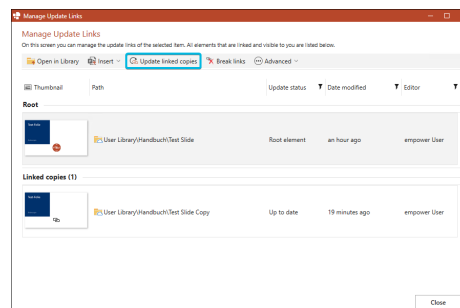 Manage Update Links
Manage Update Links
On this screen you can manage the update links of the selected item. All elements that are linked and visible to you are listed below.
Open in Library Insert Update linked copies Break links Advanced
Thumbnail Path Update status Date modified Editor
Root
User Library\Handbuch\Test Slide Root element an hour ago empower User
Linked copies (1)
User Library\Handbuch\Test Slide Copy Up to date 19 minutes ago empower User
Close